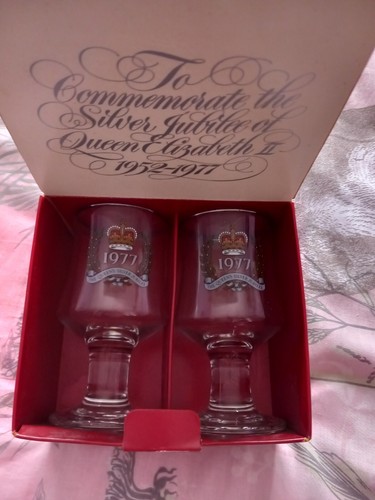 To
Commemorate the
Silver Jubilee of
Queen Elizabeth II
1952-1977
1977
1977